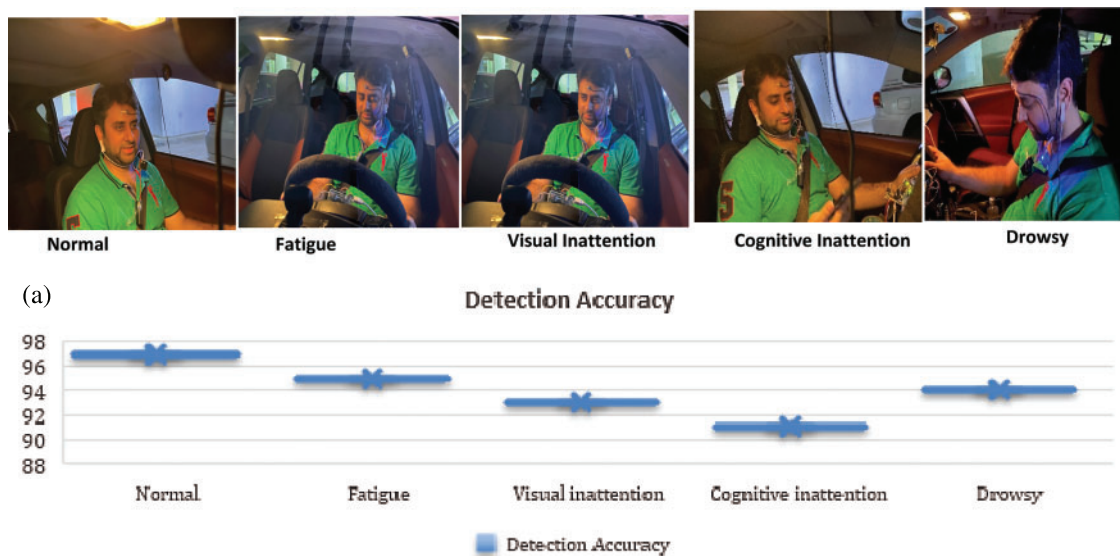 Normal Fatigue Visual Inattention Cognitive Inattention Drowsy
(a)
Detection Accuracy
98
96
94
92
90
88
Normal Fatigue Visual inattention Cognitive inattention Drowsy
Detection Accuracy